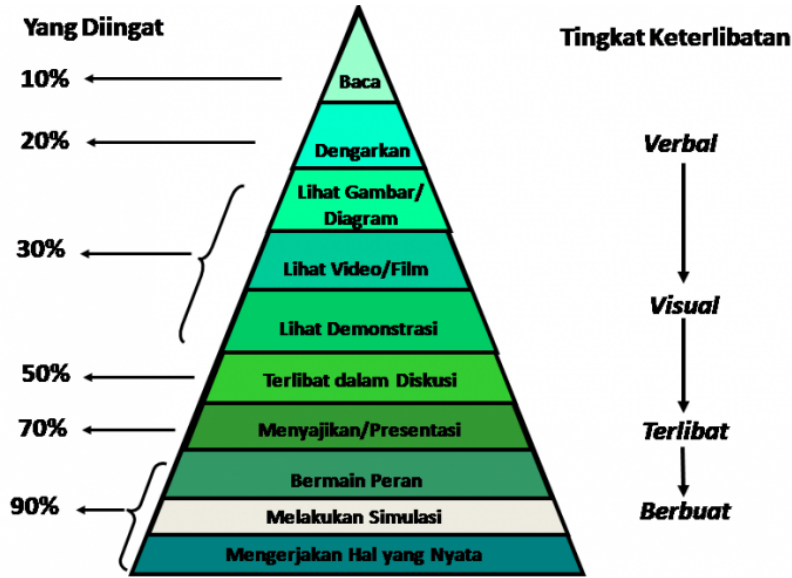 Yang Diingat
Tingkat Keterlibatan
10%
Baca
20%
Dengarkan
Verbal
Lihat Gambar/
Diagram
30%
Lihat Video/Film
Visual
Lihat Demonstrasi
50%
Terlibat dalam Diskusi
70%
Menyajikan/Presentasi
Terlibat
Bermain Peran
90%
Melakukan Simulasi
Berbuat
Mengerjakan Hal yang Nyata